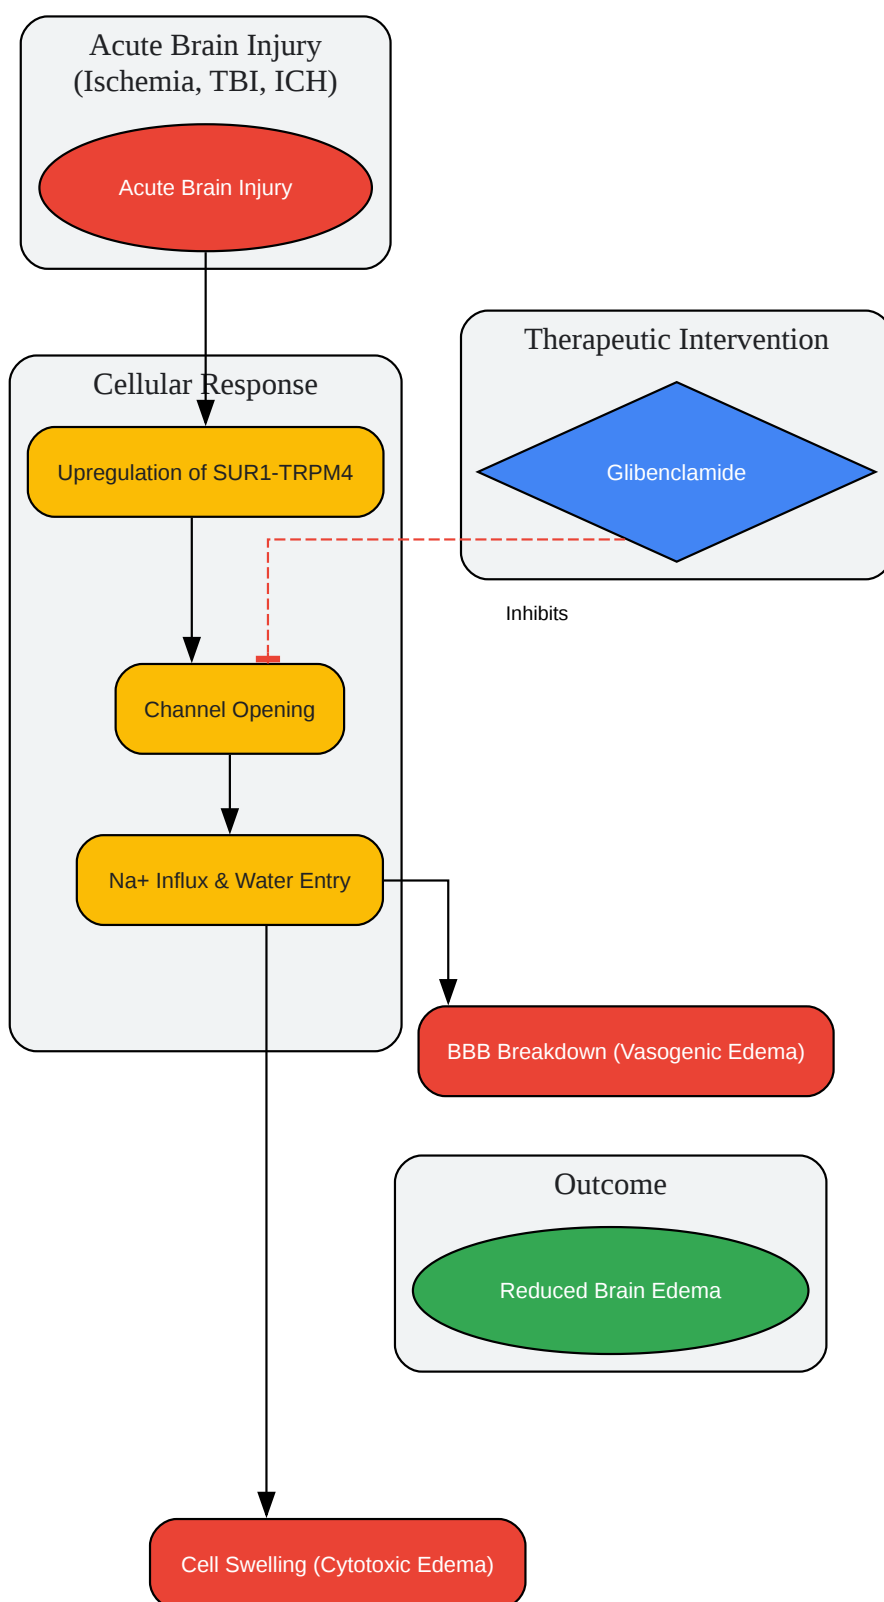 Acute Brain Injury
(Ischemia, TBI, ICH)
Acute Brain Injury
Therapeutic Intervention
Glibenclamide
Cellular Response
Upregulation of SUR1-TRPM4
Inhibits
Channel Opening
Na+ Influx & Water Entry
BBB Breakdown (Vasogenic Edema)
Outcome
Reduced Brain Edema
Cell Swelling (Cytotoxic Edema)